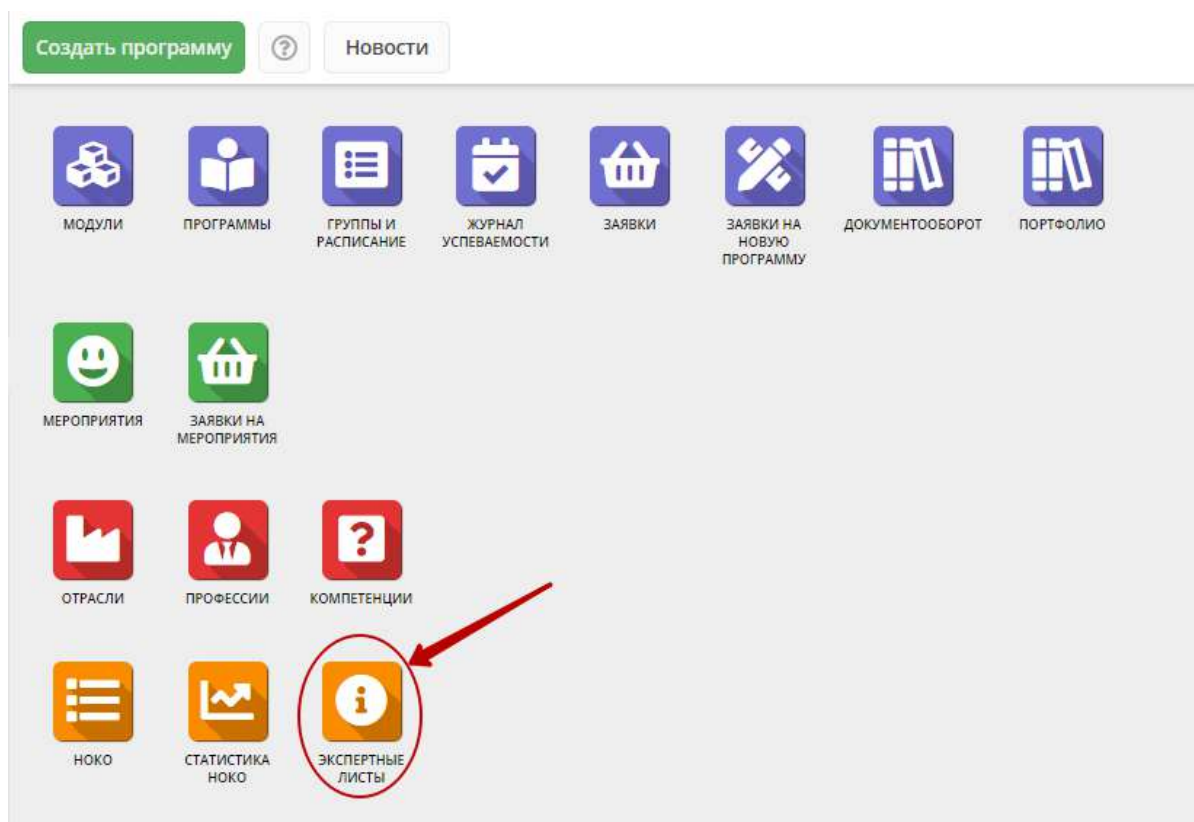 Создать программу
?
Новости
МОДУЛИ
ПРОГРАММЫ
ГРУППЫ И
РАСПИСАНИЕ
ЖУРНАЛ
УСПЕВАЕМОСТИ
ЗАЯВКИ
ЗАЯВКИ НА
НОВУЮ
ПРОГРАММУ
ДОКУМЕНТООБОРОТ
ПОРТФОЛИО
МЕРОПРИЯТИЯ
ЗАЯВКИ НА
МЕРОПРИЯТИЯ
ОТРАСЛИ
ПРОФЕССИИ
?
КОМПЕТЕНЦИИ
НОКО
СТАТИСТИКА
НОКО
i
ЭКСПЕРТНЫЕ
ЛИСТЫ